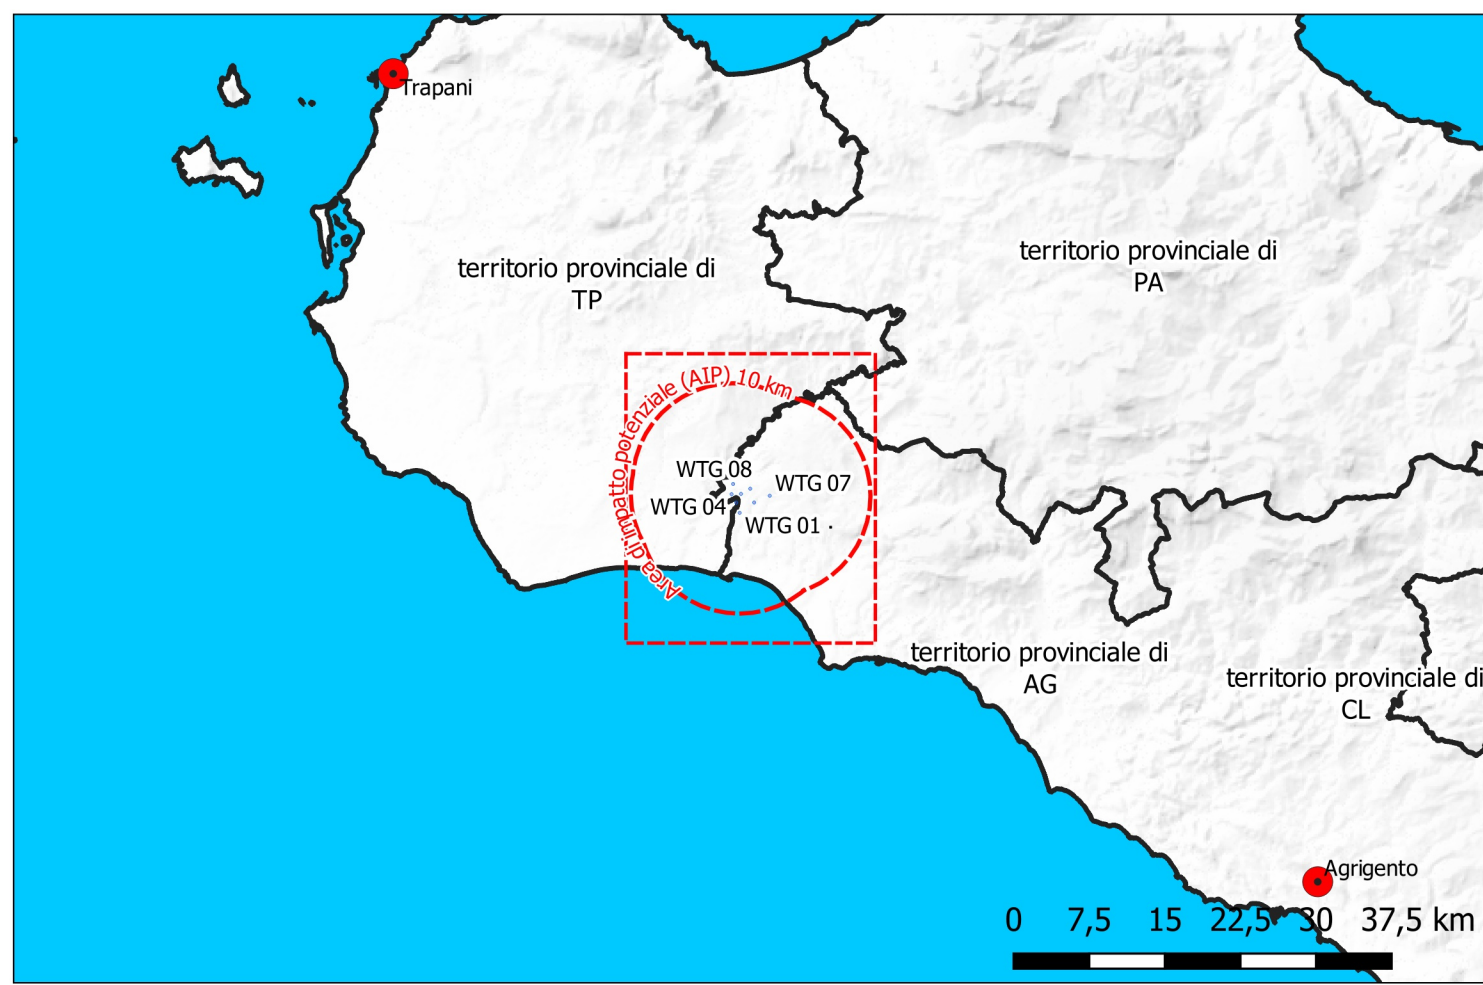 Trapani
territorio provinciale di
TP
territorio provinciale di
PA
Area di impatto potenziale (AIP) 10 km
WTG 08
WTG 07
WTG 04
WTG 01
territorio provinciale di
AG
territorio provinciale di
CL
Agrigento
0 7,5 15 22,5 30 37,5 km